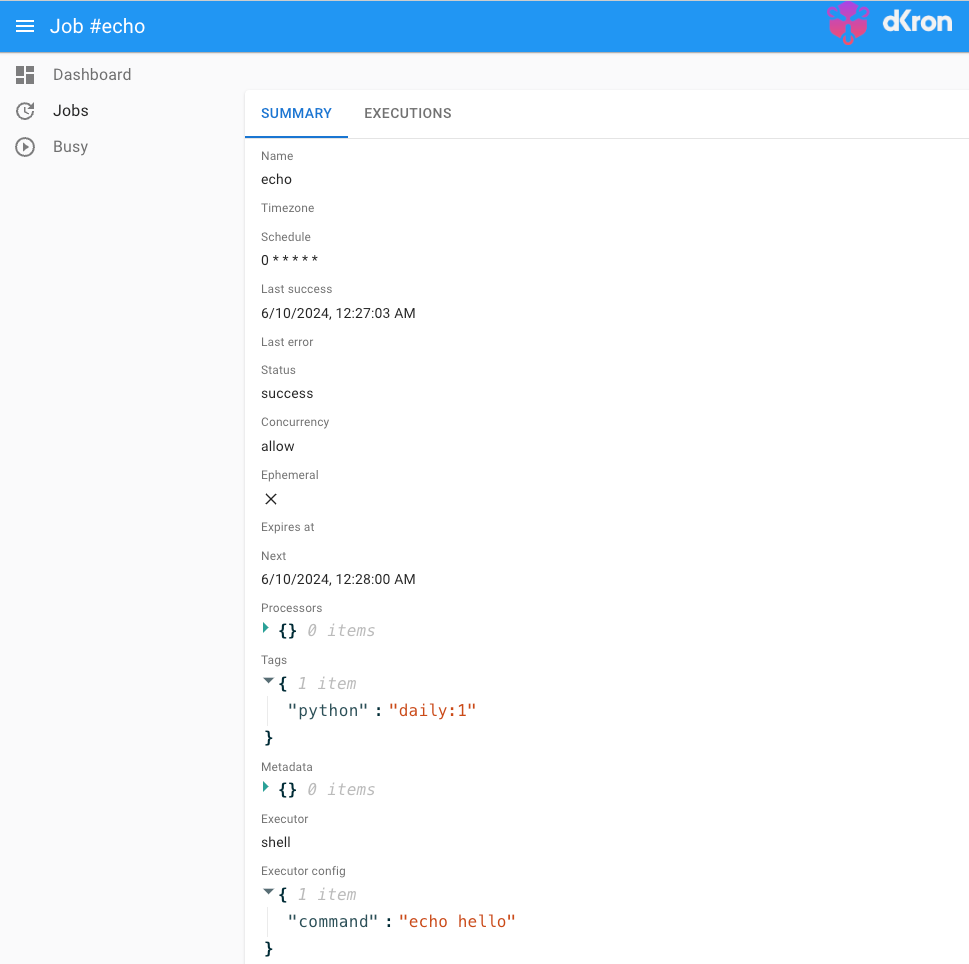 Job #echo
dKron
Dashboard
Jobs
Busy
SUMMARY EXECUTIONS
Name
echo
Timezone
Schedule
0 * * * * *
Last success
6/10/2024, 12:27:03 AM
Last error
Status
success
Concurrency
allow
Ephemeral
Expires at
Next
6/10/2024, 12:28:00 AM
Processors
{} 0 items
Tags
{ 1 item
"python" : "daily:1"
}
Metadata
{} 0 items
Executor
shell
Executor config
{ 1 item
"command" : "echo hello"
}